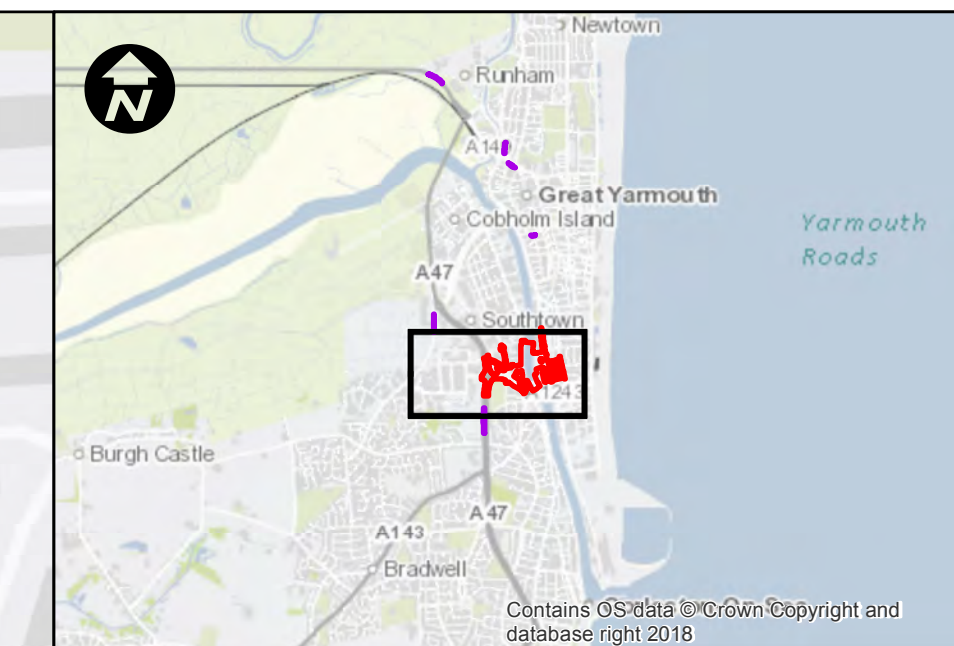 Newtown
N
Runham
A14
Great Yarmouth
Cobholm Island
Yarmouth
Roads
A47
Southtown
A1243
Burgh Castle
A47
A143
Bradwell
Contains OS data © Crown Copyright and
database right 2018